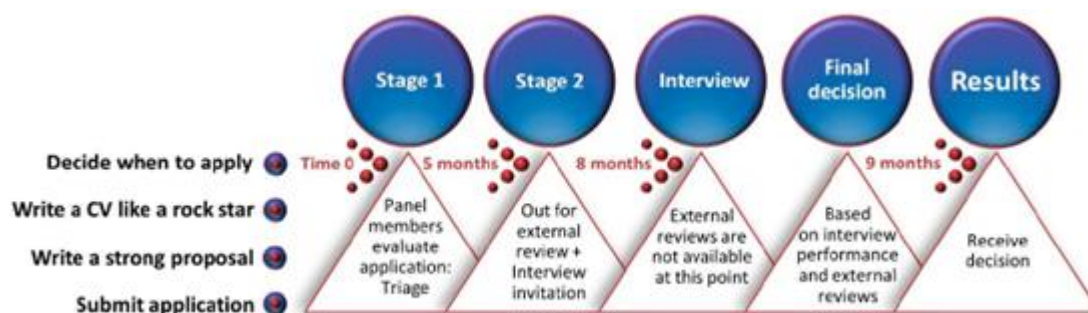 Stage 1
Stage 2
Interview
Final
decision
Results
Decide when to apply
Write a CV like a rock star
Write a strong proposal
Submit application
Time 0
5 months
8 months
9 months
Panel
members
evaluate
application:
Triage
Out for
external
review +
Interview
invitation
External
reviews are
not available
at this point
Based
on interview
performance
and external
reviews
Receive
decision